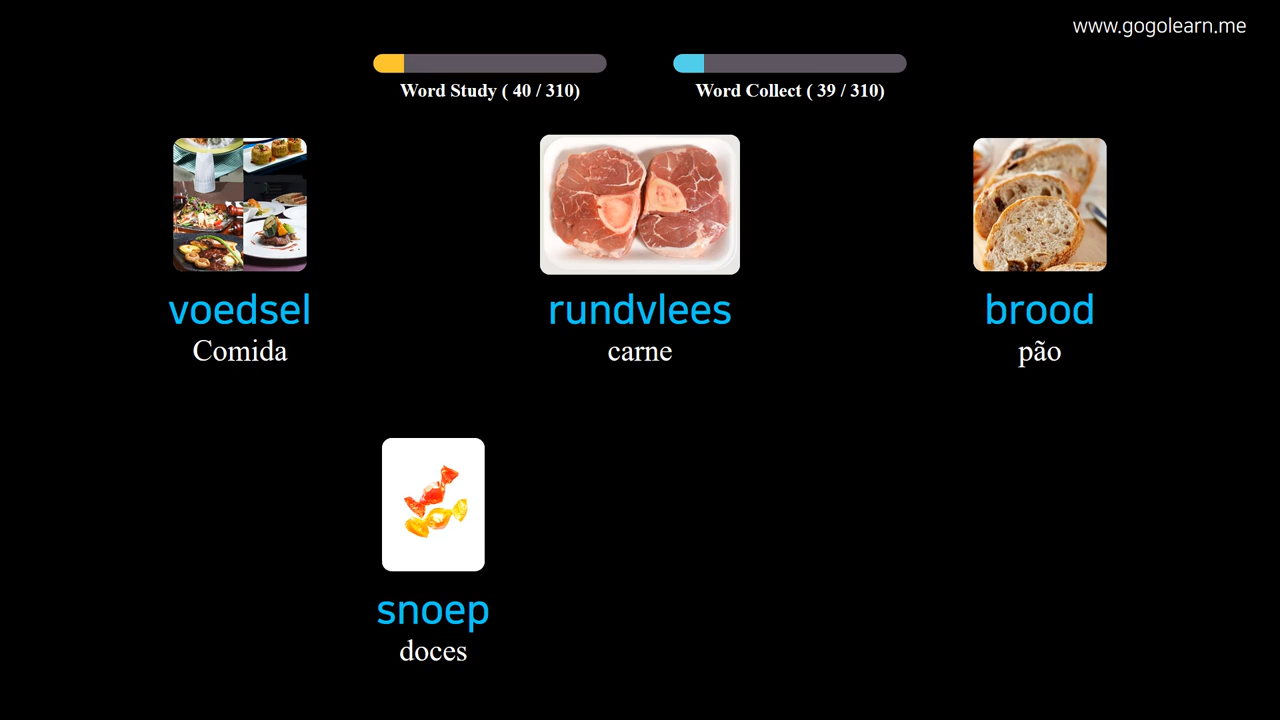 www.gogolearn.me
Word Study ( 40 / 310)
Word Collect ( 39 / 310)
voedsel
Comida
rundvlees
carne
brood
pão
snoep
doces